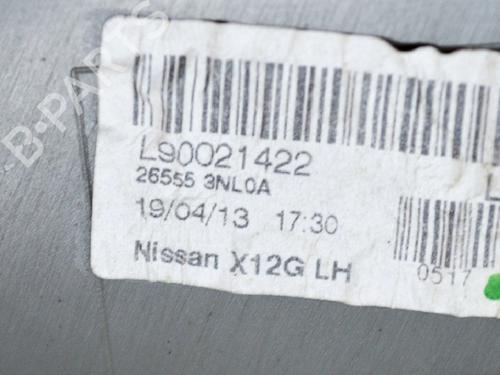 B-PARTS
L90021422
26555 3NL0A
19/04/13 17:30
Nissan X12G LH
0517